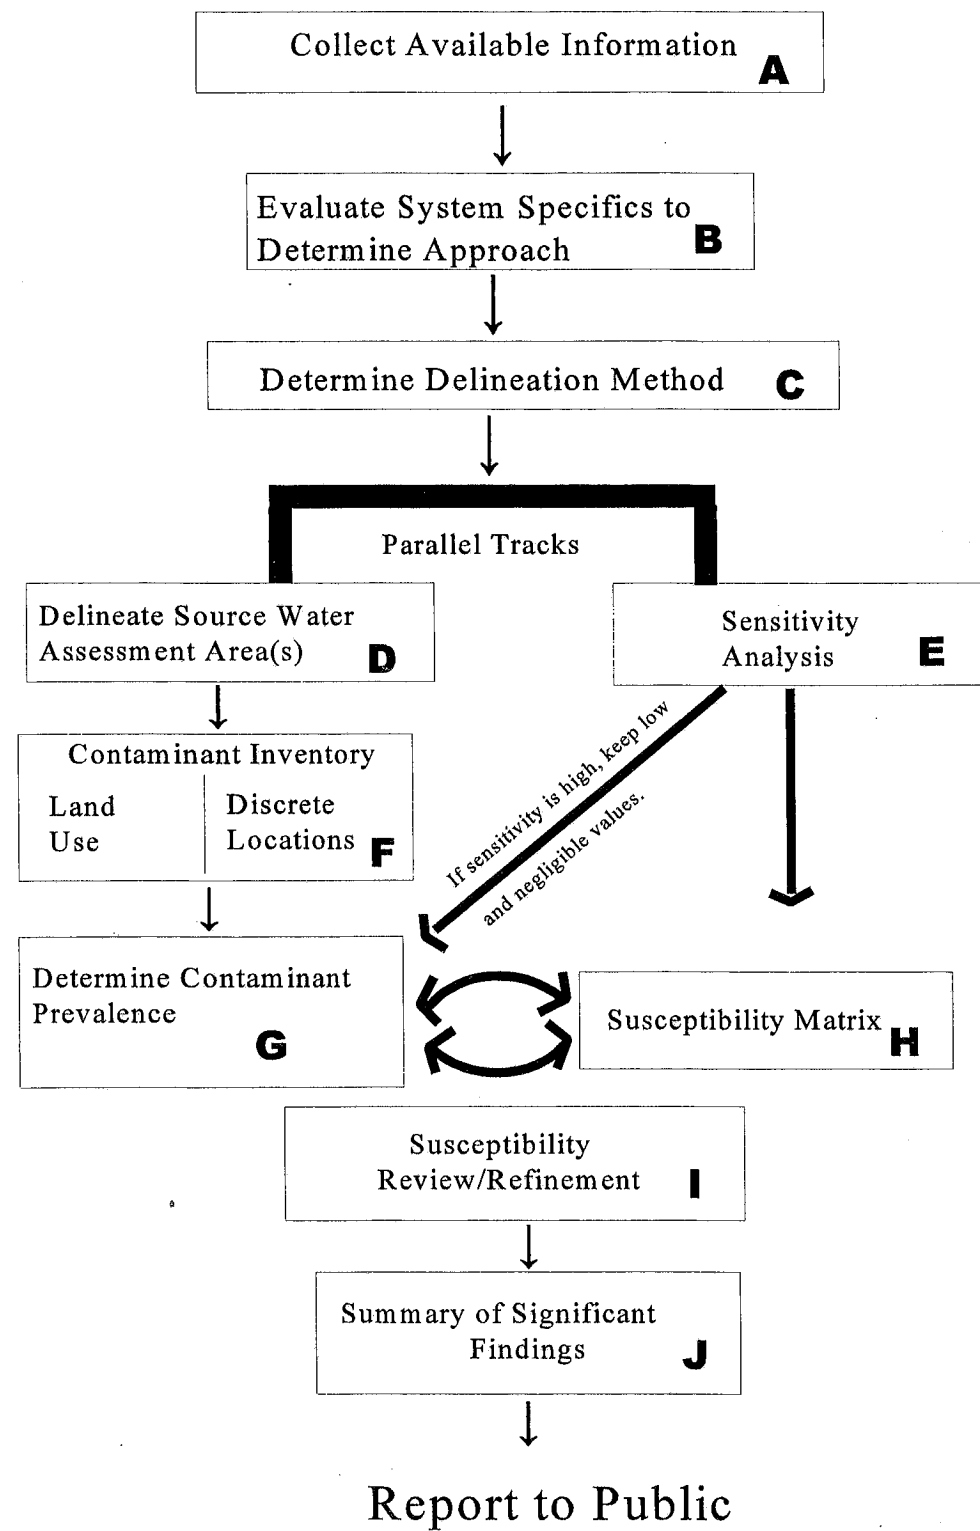 Collect Available Information
A
Evaluate System Specifics to
Determine Approach
B
Determine Delineation Method
C
Parallel Tracks
Delineate Source Water
Assessment Area(s)
D
Sensitivity
Analysis
E
If sensitivity is high, keep low
and negligible values.
Contaminant Inventory
Land
Use
Discrete
Locations
F
Determine Contaminant
Prevalence
G
Susceptibility Matrix
H
Susceptibility
Review/Refinement
I
Summary of Significant
Findings
J
Report to Public